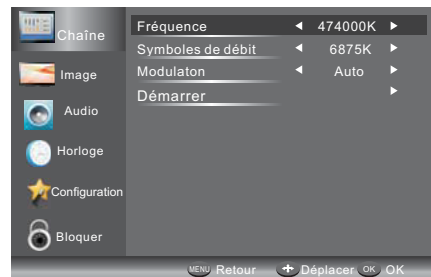 Chaîne
Image
Audio
Horloge
Configuration
Bloquer
Fréquence 474000K
Symboles de débit 6875K
Modulaton Auto
Démarrer
MENU Retour Déplacer OK OK